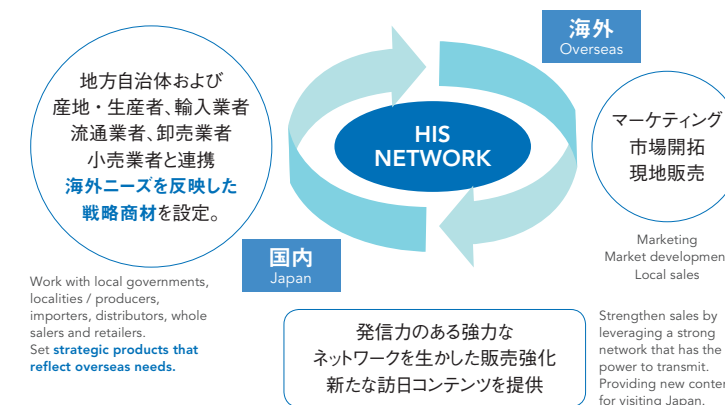 海外
Overseas
地方自治体および
産地・生産者、輸入業者
流通業者、卸売業者
小売業者と連携
海外ニーズを反映した
戦略商材を設定。
HIS
NETWORK
マーケティング
市場開拓
現地販売
Marketing
Market developmen
Local sales
国内
Japan
Work with local governments,
localities / producers,
importers, distributors, whole
salers and retailers.
Set strategic products that
reflect overseas needs.
発信力のある強力な
ネットワークを生かした販売強化
新たな訪日コンテンツを提供
Strengthen sales by
leveraging a strong
network that has the
power to transmit.
Providing new conten
for visiting Japan.